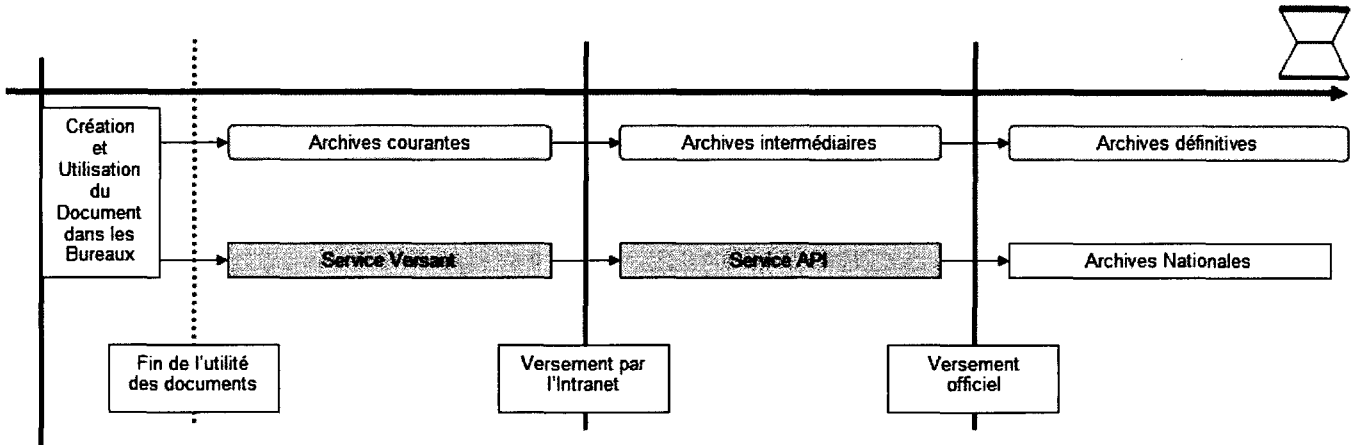 Création
et
Utilisation
du
Document
dans les
Bureaux
Archives courantes
Archives intermédiaires
Archives définitives
Service Versant
Service API
Archives Nationales
Fin de l'utilité
des documents
Versement par
l'Intranet
Versement
officiel